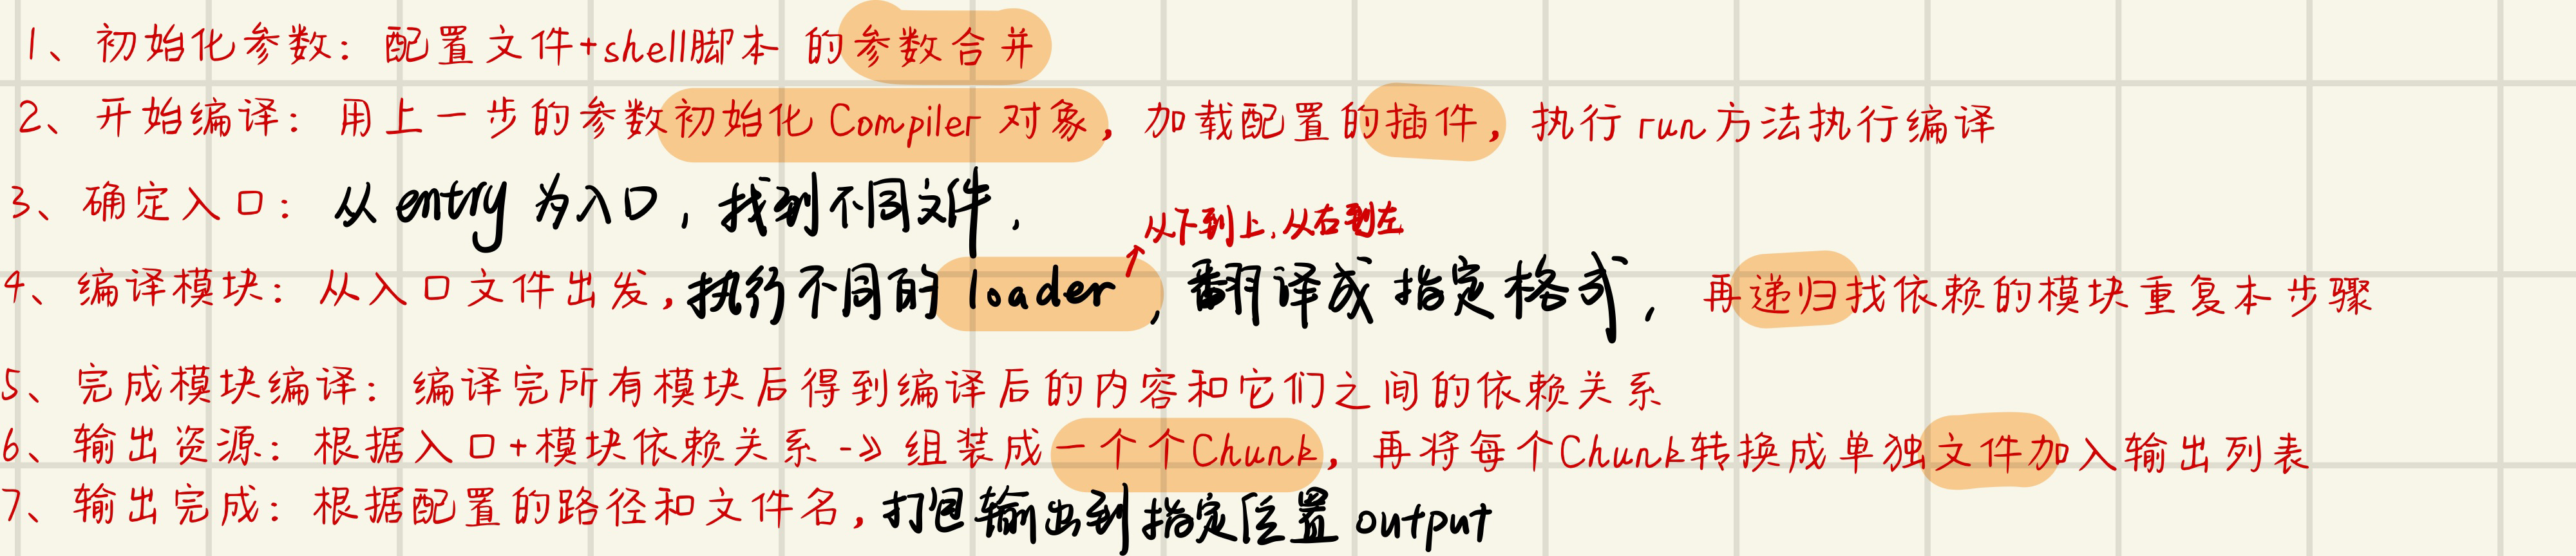 1、初始化参数：配置文件+shell脚本 的参数合并
2、开始编译：用上一步的参数初始化 Compiler 对象，加载配置的插件，执行 run 方法执行编译
3、确定入口：从 entry 为入口，找到不同文件，
从下到上，从右到左
4、编译模块：从入口文件出发，执行不同的 loader，翻译成指定格式，再递归找依赖的模块重复本步骤
5、完成模块编译：编译完所有模块后得到编译后的内容和它们之间的依赖关系
6、输出资源：根据入口+模块依赖关系 -》 组装成一个个Chunk，再将每个Chunk转换成单独文件加入输出列表
7、输出完成：根据配置的路径和文件名，打包输出到指定位置 output